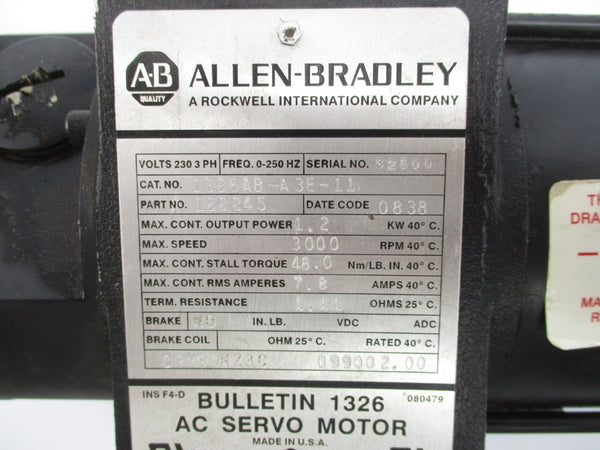 A-B
QUALITY
ALLEN-BRADLEY
A ROCKWELL INTERNATIONAL COMPANY
VOLTS 230 3 PH FREQ. 0-250 HZ SERIAL NO.
CAT. NO. 1326AB-A3E-11
PART NO. 122245 DATE CODE 0838
MAX. CONT. OUTPUT POWER 1.2 KW 40° C.
MAX. SPEED 3000 RPM 40° C.
MAX. CONT. STALL TORQUE 48.0 Nm/LB. IN. 40° C.
MAX. CONT RMS AMPERES AMPS 40° C.
TERM. RESISTANCE OHMS 25° C.
BRAKE IN. LB. VDC ADC
BRAKE COIL OHM 25° C. RATED 40° C.
099002.00
INS F4-D
080479
BULLETIN 1326
AC SERVO MOTOR
MADE IN U.S.A.